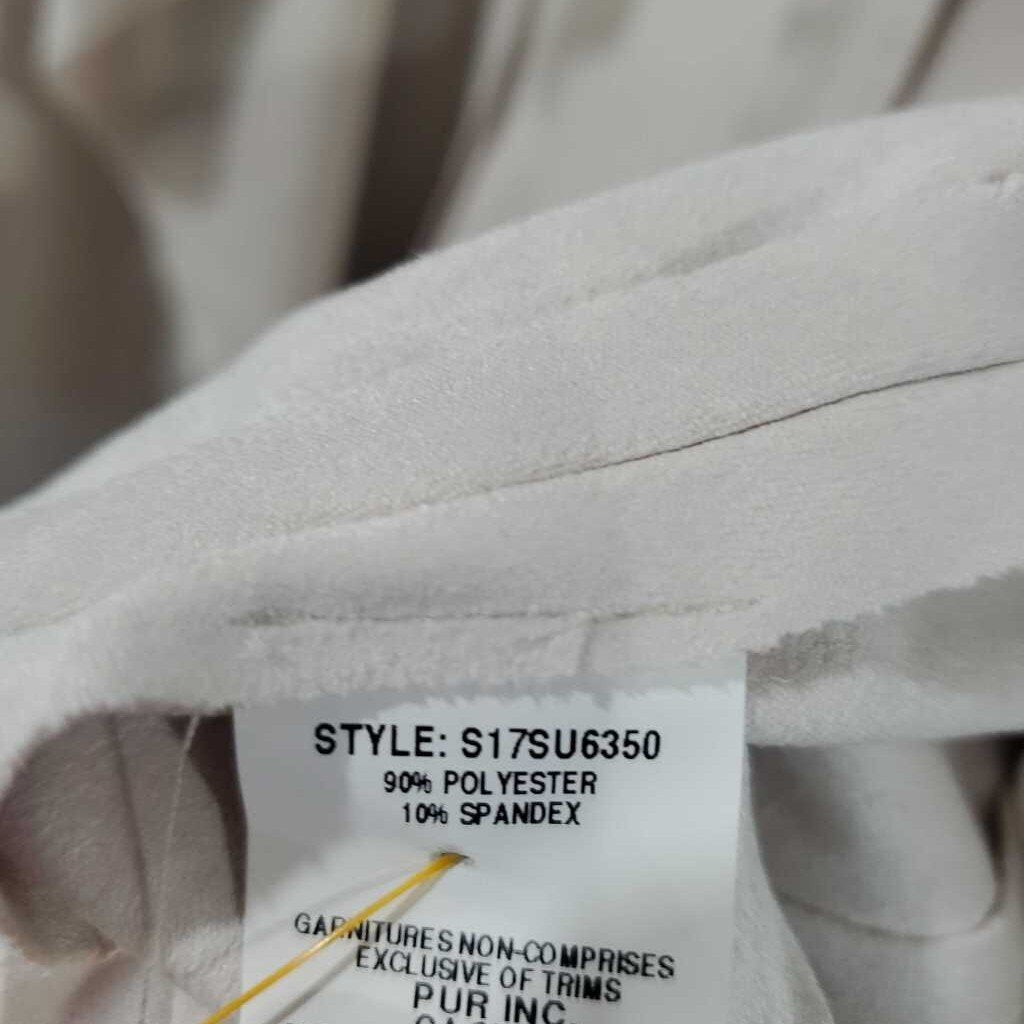 STYLE: S17SU6350
90% POLYESTER
10% SPANDEX
GARNITURES NON-COMPRISES
EXCLUSIVE OF TRIMS
PUR INC.